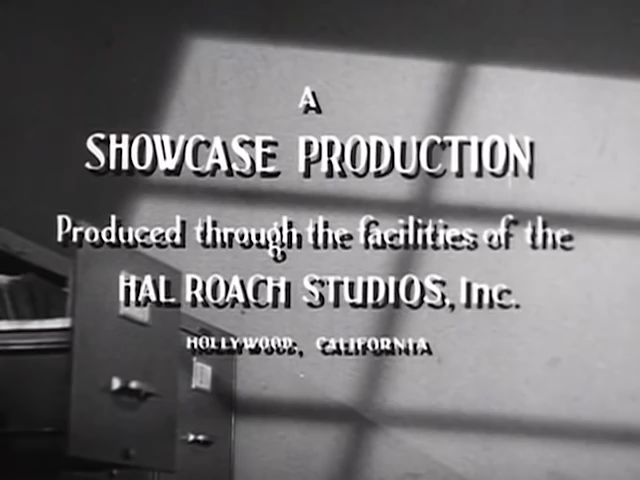 A
SHOWCASE PRODUCTION
Produced through the facilities of the
HAL ROACH STUDIOS, Inc.
HOLLYWOOD, CALIFORNIA